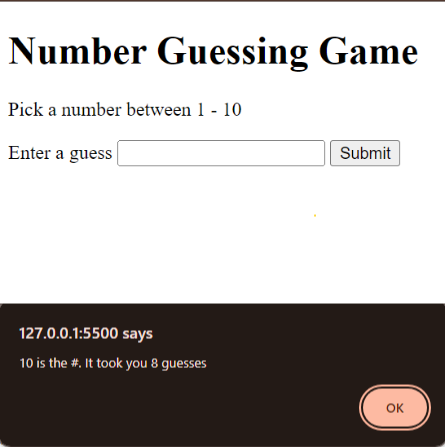 Number Guessing Game
Pick a number between 1 - 10
Enter a guess Submit
127.0.0.1:5500 says
10 is the #. It took you 8 guesses
OK